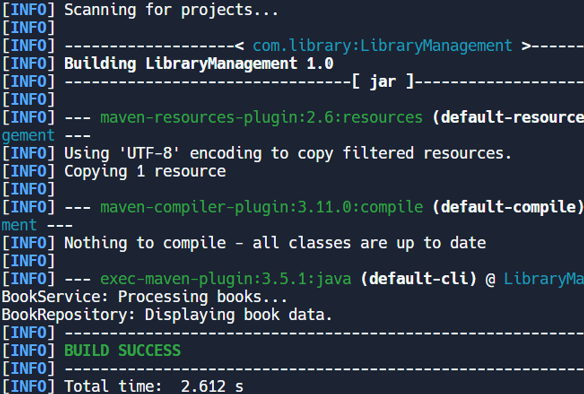 [INFO] Scanning for projects...
[INFO]
[INFO] -----------------< com.library:LibraryManagement >------
[INFO] Building LibraryManagement 1.0
[INFO] --------------------------------[ jar ]-----------------
[INFO]
[INFO] --- maven-resources-plugin:2.6:resources (default-resource
gement ---
[INFO] Using 'UTF-8' encoding to copy filtered resources.
[INFO] Copying 1 resource
[INFO]
[INFO] --- maven-compiler-plugin:3.11.0:compile (default-compile)
ment ---
[INFO] Nothing to compile - all classes are up to date
[INFO]
[INFO] --- exec-maven-plugin:3.5.1:java (default-cli) @ LibraryMa
BookService: Processing books...
BookRepository: Displaying book data.
[INFO] ----------------------------------------------------------
[INFO] BUILD SUCCESS
[INFO] ----------------------------------------------------------
[INFO] Total time:  2.612 s